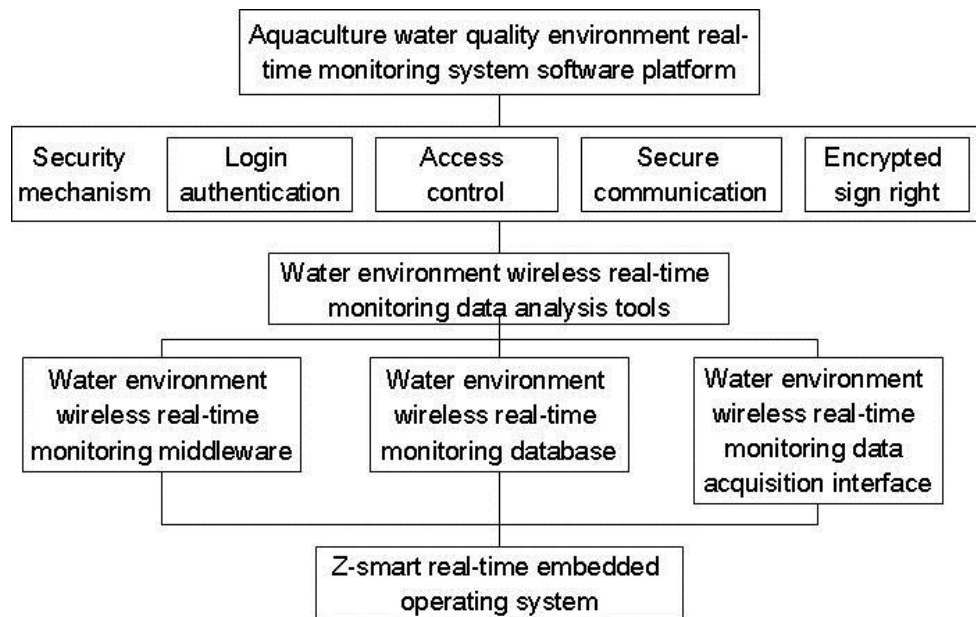 Aquaculture water quality environment real-
time monitoring system software platform
Security
mechanism
Login
authentication
Access
control
Secure
communication
Encrypted
sign right
Water environment wireless real-time
monitoring data analysis tools
Water environment
wireless real-time
monitoring middleware
Water environment
wireless real-time
monitoring database
Water environment
wireless real-time
monitoring data
acquisition interface
Z-smart real-time embedded
operating system